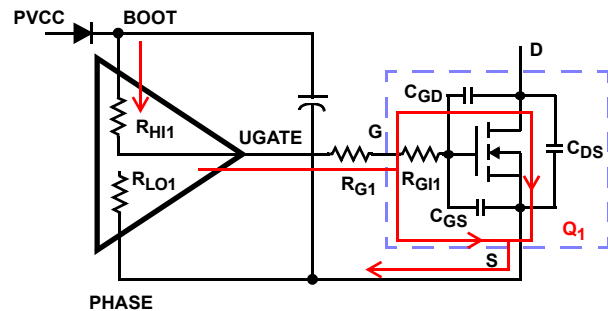 PVCC
BOOT
D
CGD
RHI1
UGATE
G
CDS
RLO1
RG1
RGI1
CGS
Q1
S
PHASE